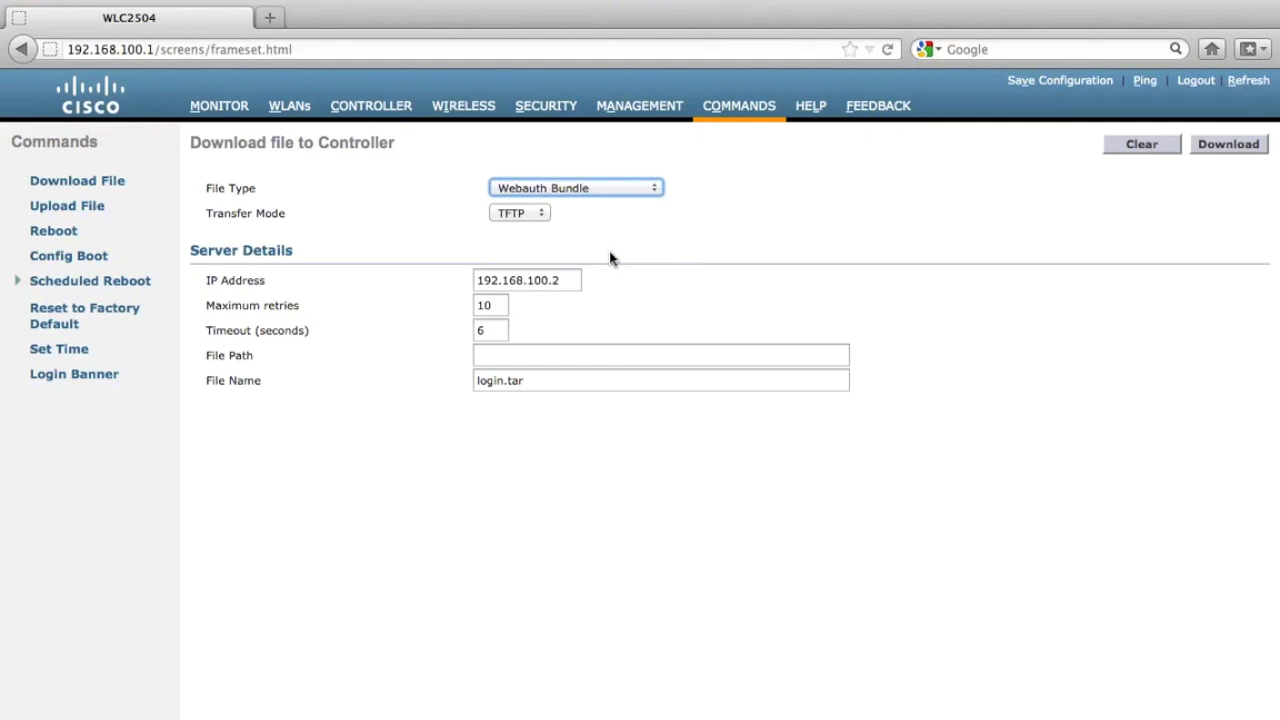 WLC2504
192.168.100.1/screens/frameset.html
Google
Save Configuration | Ping | Logout | Refresh
CISCO
MONITOR WLANs CONTROLLER WIRELESS SECURITY MANAGEMENT COMMANDS HELP FEEDBACK
Commands
Download File
Upload File
Reboot
Config Boot
Scheduled Reboot
Reset to Factory
Default
Set Time
Login Banner
Download file to Controller
Clear
Download
File Type Webauth Bundle
Transfer Mode TFTP
Server Details
IP Address 192.168.100.2
Maximum retries 10
Timeout (seconds) 6
File Path
File Name login.tar